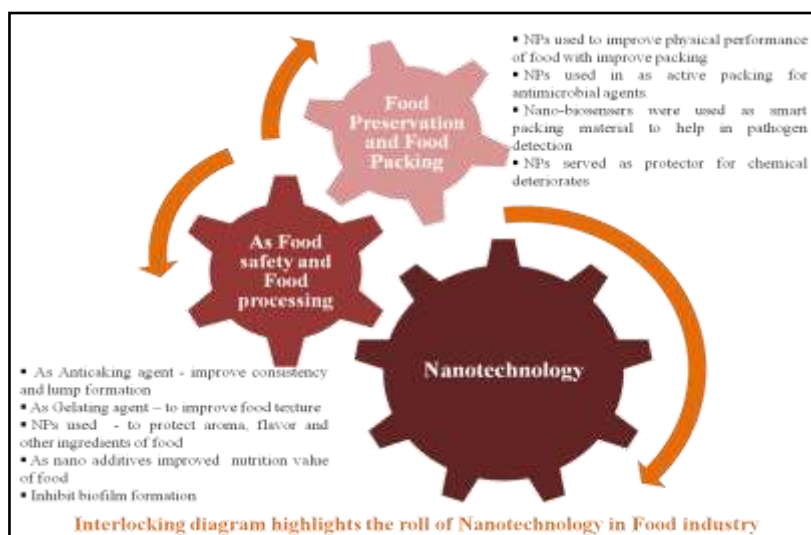 ▪ NPs used to improve physical performance
of food with improve packing
▪ NPs used in as active packing for
antimicrobial agents.
▪ Nano-biosensers were used as smart
packing material to help in pathogen
detection
▪ NPs served as protector for chemical
deteriorates
Food
Preservation
and Food
Packing
As Food
safety and
Food
processing
Nanotechnology
▪ As Anticaking agent - improve consistency
and lump formation
▪ As Gelating agent – to improve food texture
▪ NPs used - to protect aroma, flavor and
other ingredients of food
▪ As nano additives improved nutrition value
of food
▪ Inhibit biofilm formation
Interlocking diagram highlights the roll of Nanotechnology in Food industry